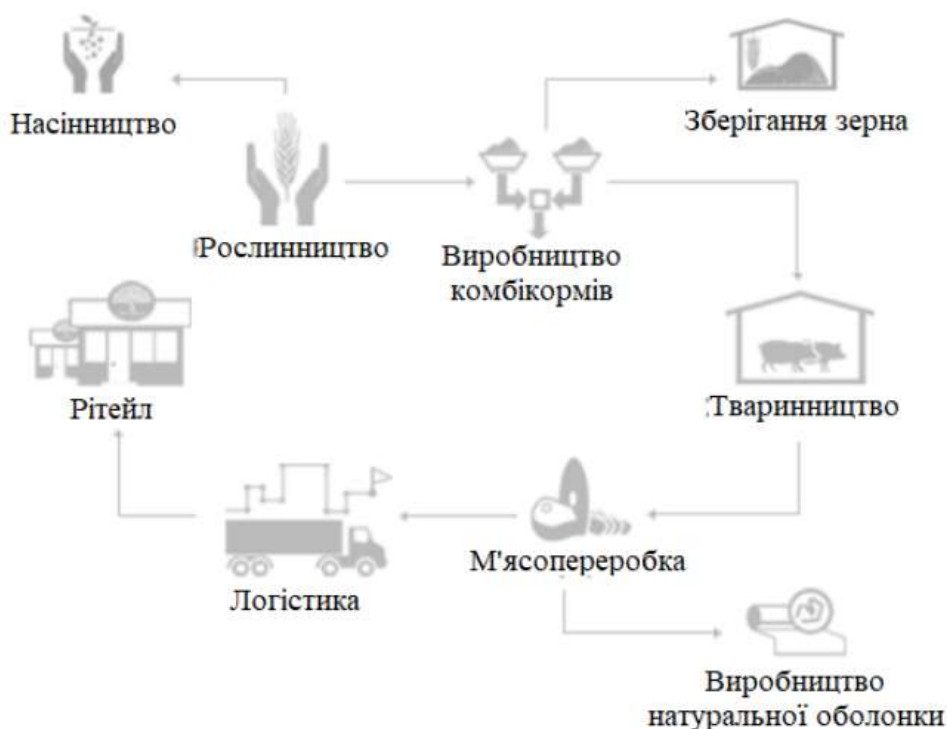 Насінництво
Зберігання зерна
Рослинництво
Виробництво
комбікормів
Рітейл
Тваринництво
М'ясопереробка
Логістика
Виробництво
натуральної оболонки